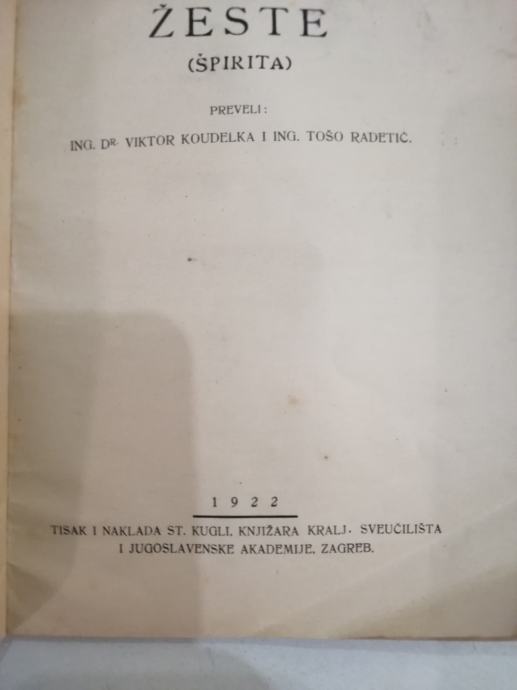 ŽESTE
(ŠPIRITA)
PREVELI:
ING. DR. VIKTOR KOUDELKA I ING. TOŠO RADETIĆ.
1922
TISAK I NAKLADA ST. KUGLI, KNJIŽARA KRALJ. SVEUČILIŠTA
I JUGOSLAVENSKE AKADEMIJE, ZAGREB.